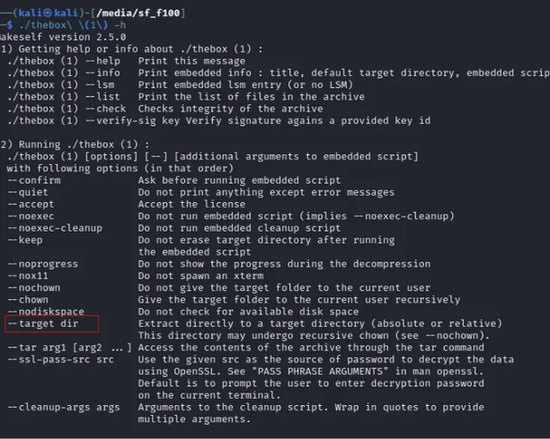 ──(kali㉿kali)-[/media/sf_f100]
─$ ./thebox\ \(1\) -h
akeself version 2.5.0
1) Getting help or info about ./thebox (1) :
./thebox (1) --help Print this message
./thebox (1) --info Print embedded info : title, default target directory, embedded scrip
./thebox (1) --lsm Print embedded lsm entry (or no LSM)
./thebox (1) --list Print the list of files in the archive
./thebox (1) --check Checks integrity of the archive
./thebox (1) --verify-sig key Verify signature agains a provided key id
2) Running ./thebox (1) :
./thebox (1) [options] [--] [additional arguments to embedded script]
with following options (in that order)
--confirm Ask before running embedded script
--quiet Do not print anything except error messages
--accept Accept the license
--noexec Do not run embedded script (implies --noexec-cleanup)
--noexec-cleanup Do not run embedded cleanup script
--keep Do not erase target directory after running
the embedded script
--noprogress Do not show the progress during the decompression
--nox11 Do not spawn an xterm
--nochown Do not give the target folder to the current user
--chown Give the target folder to the current user recursively
--nodiskspace Do not check for available disk space
--target dir Extract directly to a target directory (absolute or relative)
This directory may undergo recursive chown (see --nochown).
--tar arg1 [arg2 ...] Access the contents of the archive through the tar command
--ssl-pass-src src Use the given src as the source of password to decrypt the data
using OpenSSL. See "PASS PHRASE ARGUMENTS" in man openssl.
Default is to prompt the user to enter decryption password
on the current terminal.
--cleanup-args args Arguments to the cleanup script. Wrap in quotes to provide
multiple arguments.